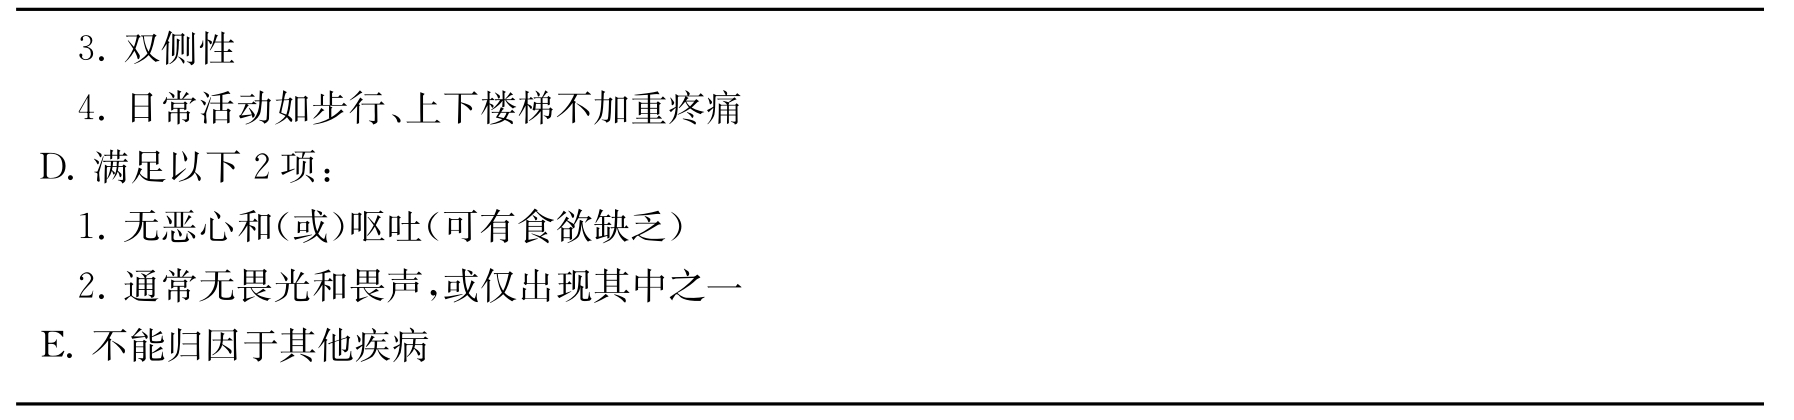 3. 双侧性
4. 日常活动如步行、上下楼梯不加重疼痛
D. 满足以下 2 项：
1. 无恶心和（或）呕吐（可有食欲缺乏）
2. 通常无畏光和畏声，或仅出现其中之一
E. 不能归因于其他疾病